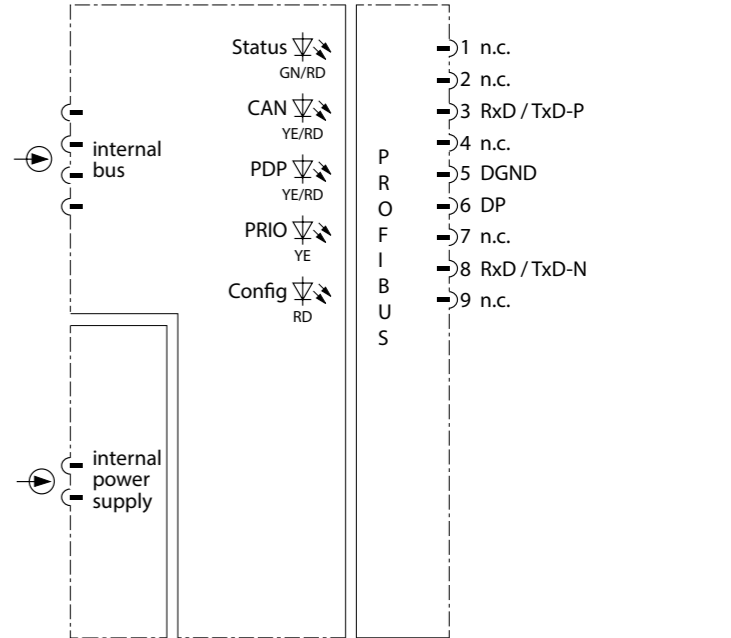 Status
GN/RD
CAN
YE/RD
PDP
YE/RD
PRIO
YE
Config
RD
internal
bus
internal
power
supply
PROFIBUS
1 n.c.
2 n.c.
3 RxD / TxD-P
4 n.c.
5 DGND
6 DP
7 n.c.
8 RxD / TxD-N
9 n.c.